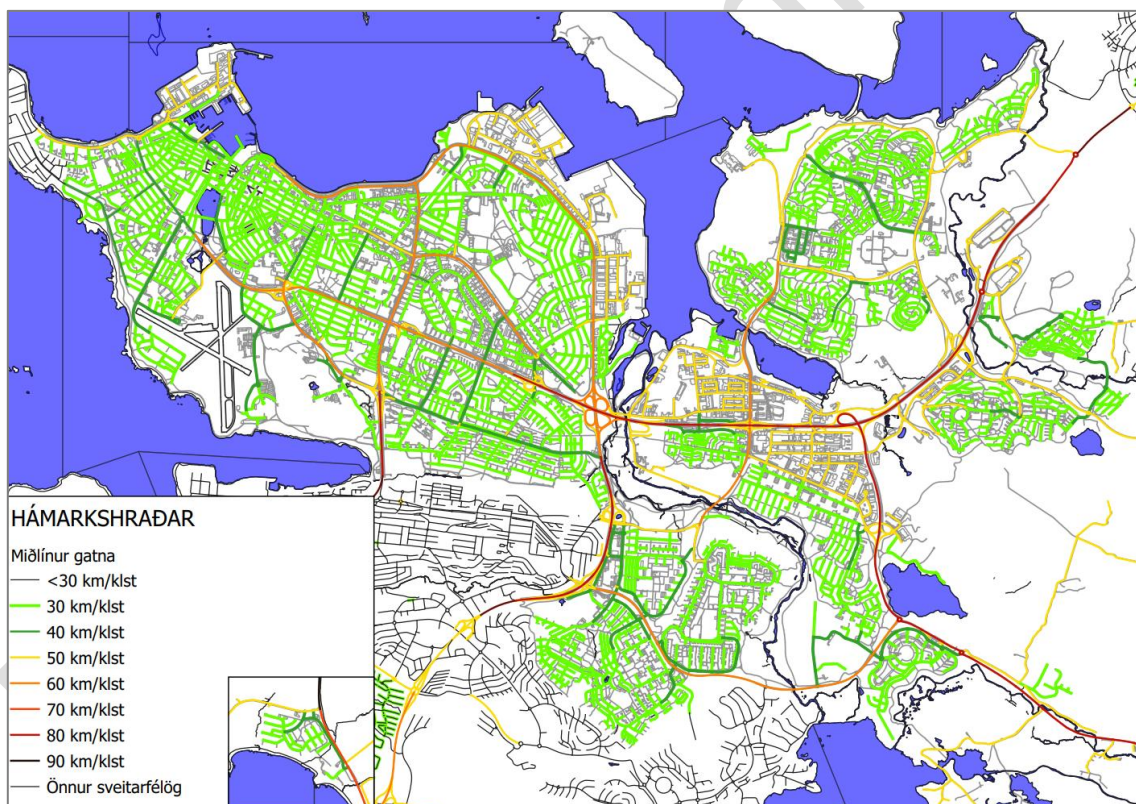 HÁMARKSHRAÐAR
Miðlínur gatna
<30 km/klst
30 km/klst
40 km/klst
50 km/klst
60 km/klst
70 km/klst
80 km/klst
90 km/klst
Önnur sveitarfélög